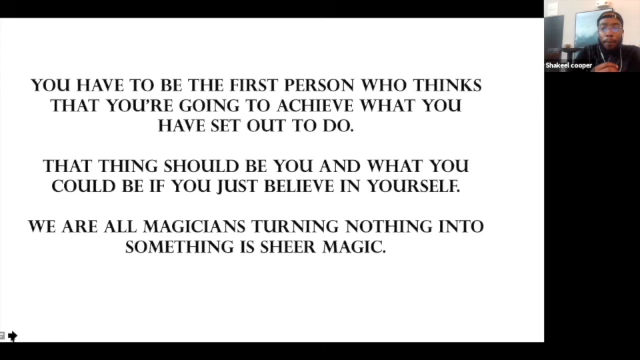 YOU HAVE TO BE THE FIRST PERSON WHO THINKS
THAT YOU'RE GOING TO ACHIEVE WHAT YOU
HAVE SET OUT TO DO.
THAT THING SHOULD BE YOU AND WHAT YOU
COULD BE IF YOU JUST BELIEVE IN YOURSELF.
WE ARE ALL MAGICIANS TURNING NOTHING INTO
SOMETHING IS SHEER MAGIC.
Shakeel cooper